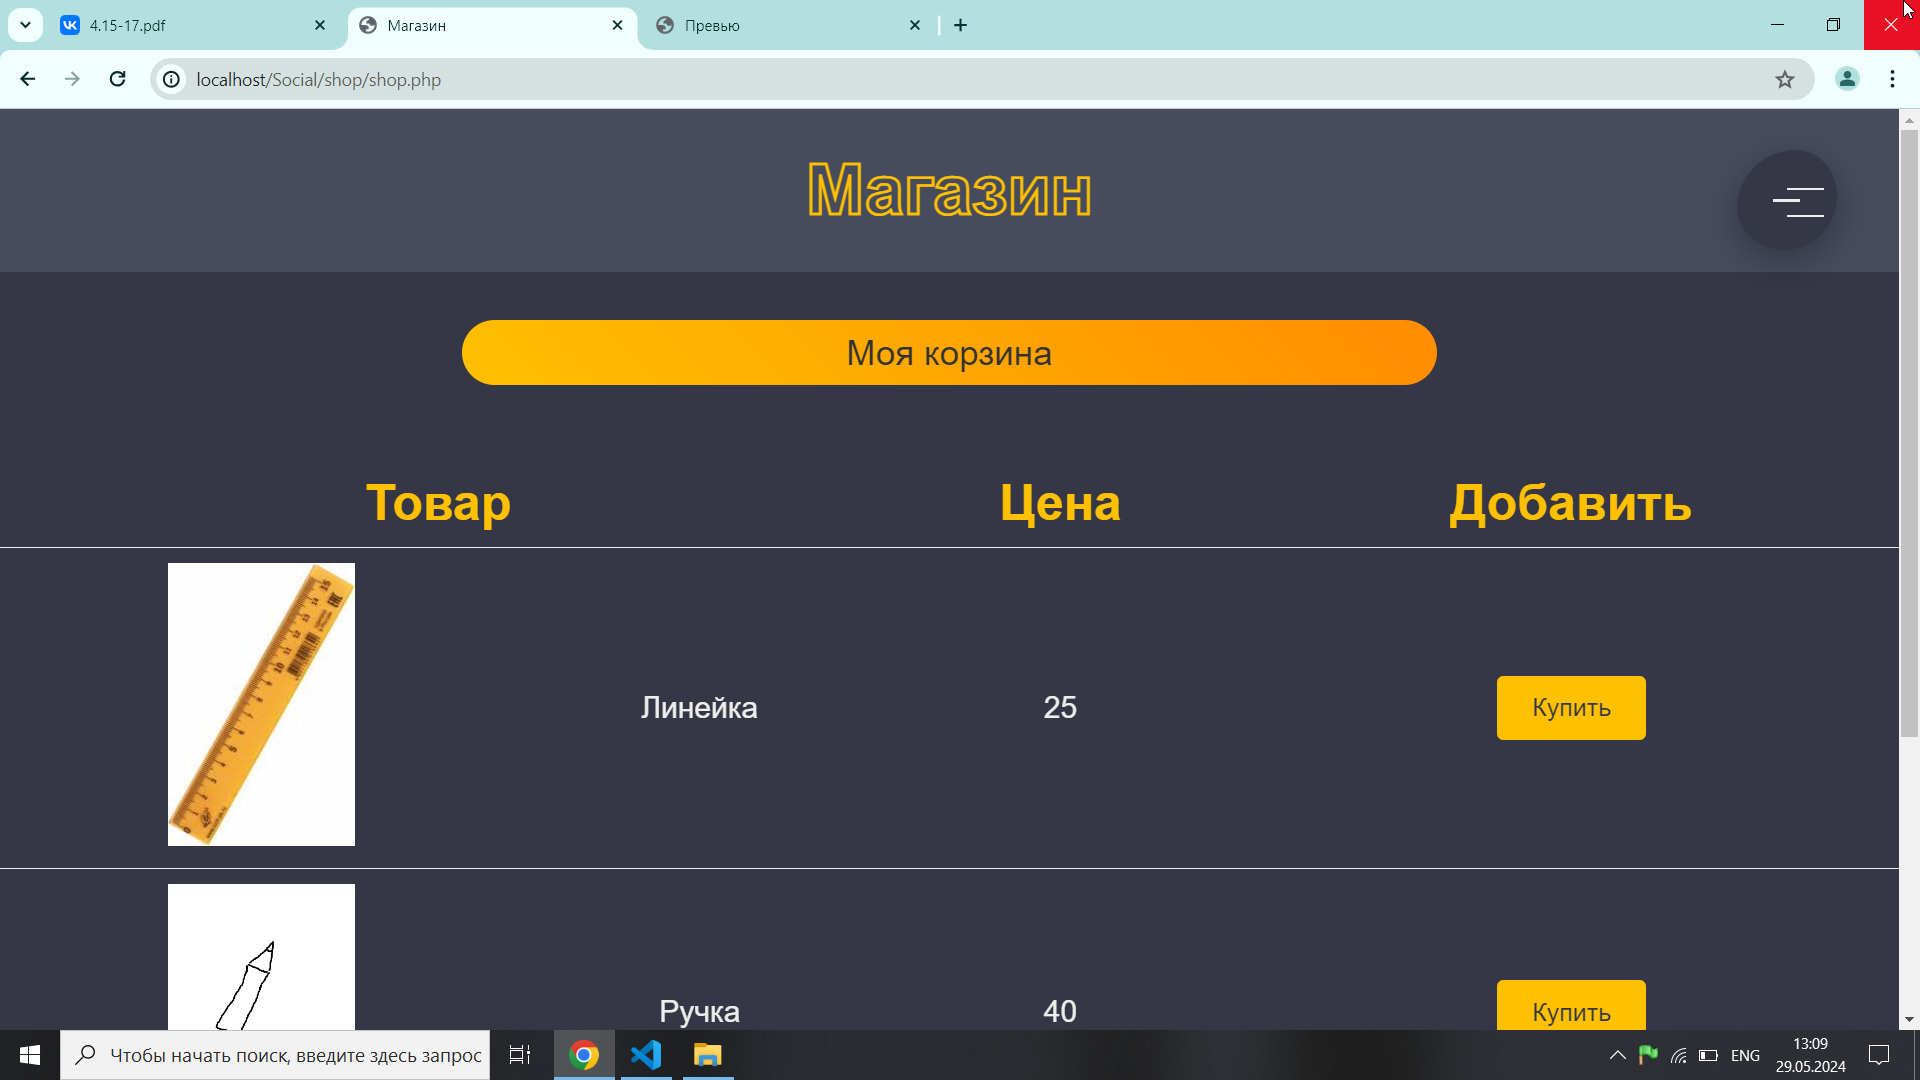 4.15-17.pdf
Магазин
Превью
localhost/Social/shop/shop.php
Магазин
Моя корзина
Товар Цена Добавить
Линейка 25 Купить
Ручка 40 Купить
Чтобы начать поиск, введите здесь запрос
ENG
13:09
29.05.2024